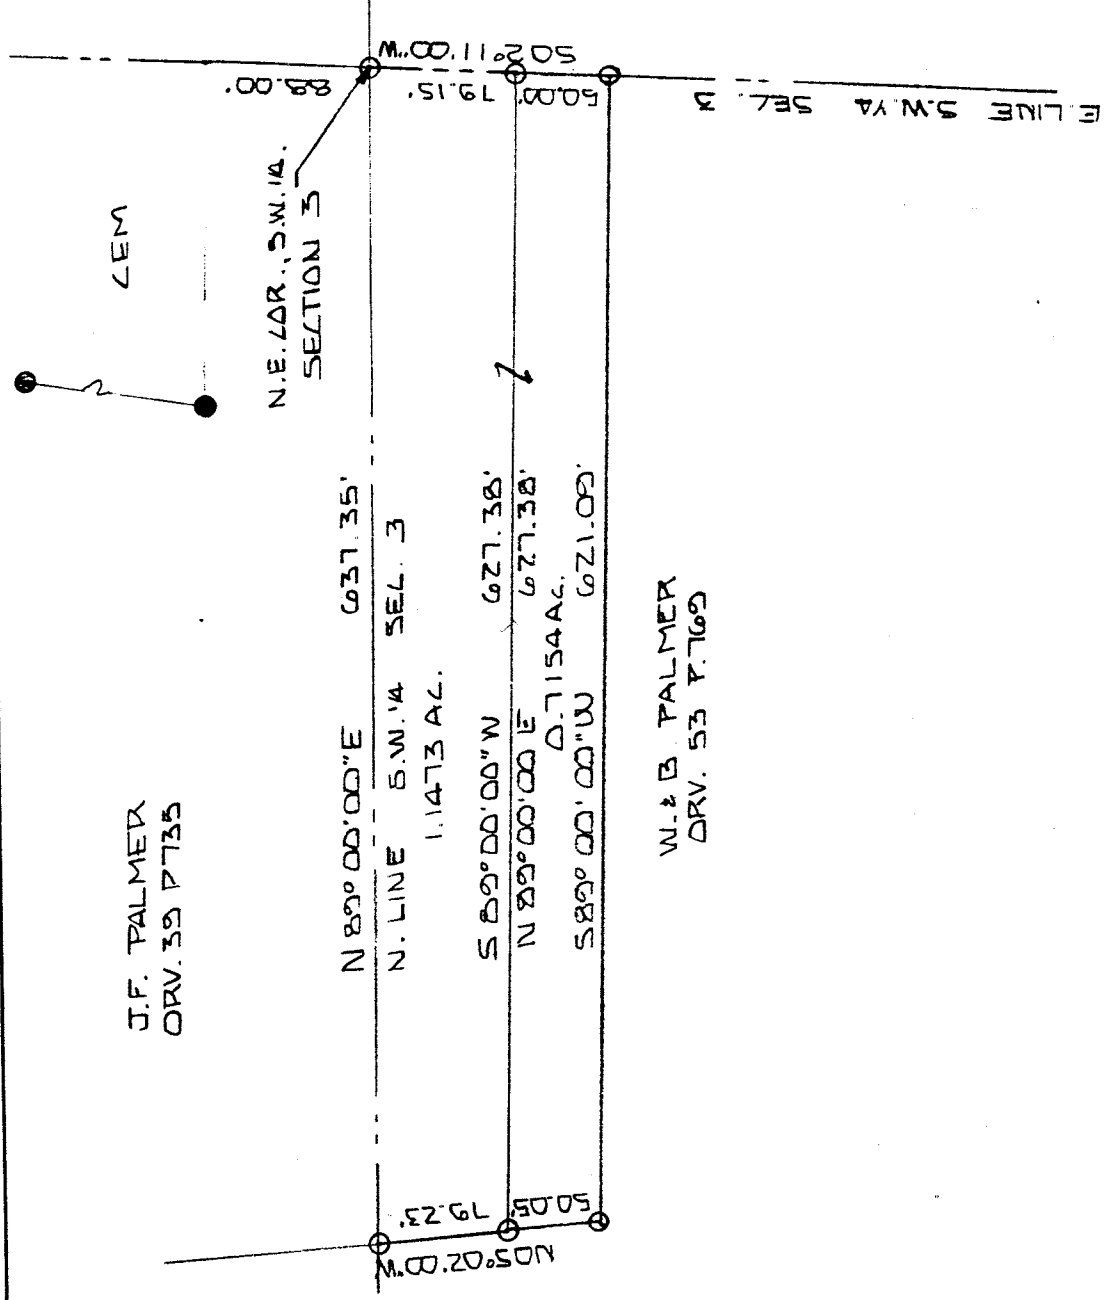 J.F. PALMER
ORV. 39 P735
CEM
N.E. COR., S.W.1/4.
SECTION 3
88.00'
79.15'
50.00'
S02°11'00"W
E. LINE S.W.1/4 SEC. 3
N 89°00'00"E 637.35'
N. LINE S.W.1/4 SEC. 3
1.1473 AC.
S 89°00'00"W 627.38'
N 89°00'00 E 627.38'
0.7154 AC.
S 89°00'00"W 621.09'
79.23'
50.05'
N05°02'00"W
W. & B. PALMER
ORV. 53 P.769